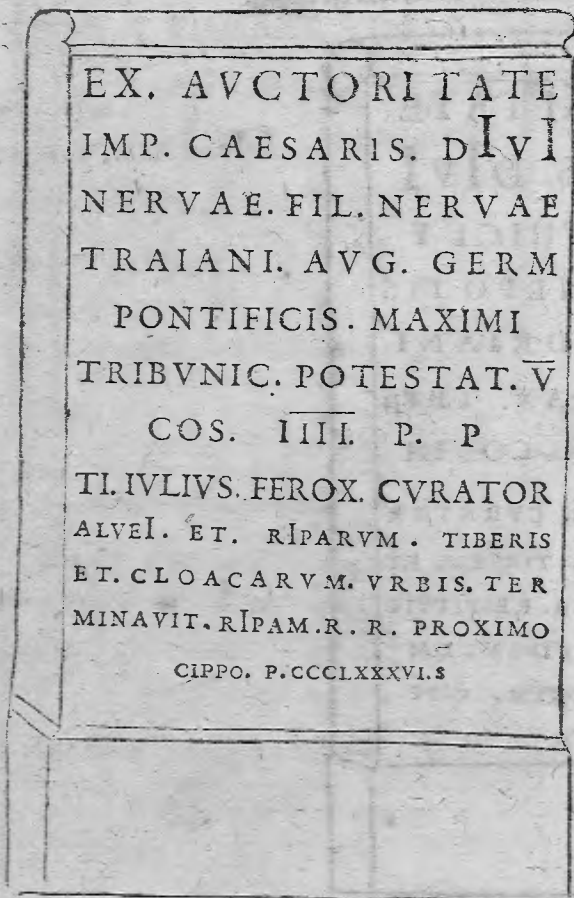 EX. AVCTORITATE
IMP. CAESARIS. DIVI
NERVAE. FIL. NERVAE
TRAIANI. AVG. GERM
PONTIFICIS. MAXIMI
TRIBVNIC. POTESTAT. V̅
COS. I̅I̅I̅I̅. P. P
TI. IVLIVS. FEROX. CVRATOR
ALVEI. ET. RIPARVM. TIBERIS
ET. CLOACARVM. VRBIS. TER
MINAVIT. RIPAM. R. R. PROXIMO
CIPPO. P. CCCLXXXVI. S